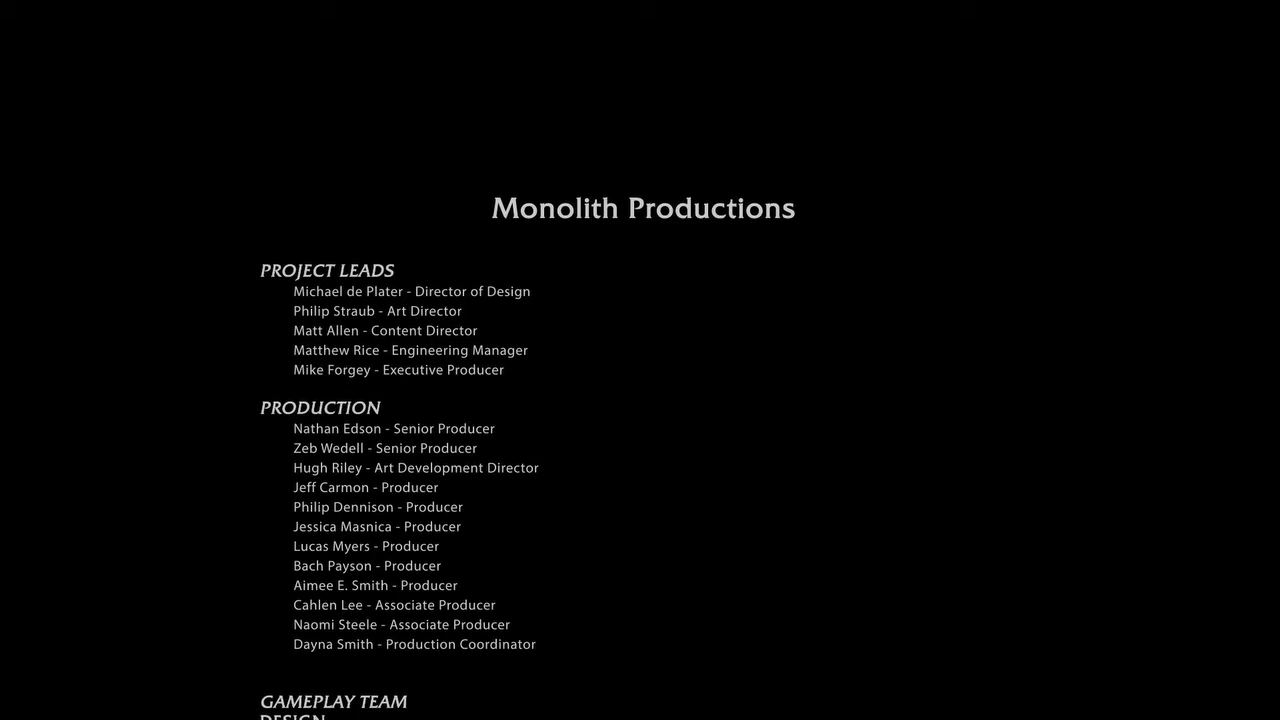 Monolith Productions
PROJECT LEADS
Michael de Plater - Director of Design
Philip Straub - Art Director
Matt Allen - Content Director
Matthew Rice - Engineering Manager
Mike Forgey - Executive Producer
PRODUCTION
Nathan Edson - Senior Producer
Zeb Wedell - Senior Producer
Hugh Riley - Art Development Director
Jeff Carmon - Producer
Philip Dennison - Producer
Jessica Masnica - Producer
Lucas Myers - Producer
Bach Payson - Producer
Aimee E. Smith - Producer
Cahlen Lee - Associate Producer
Naomi Steele - Associate Producer
Dayna Smith - Production Coordinator
GAMEPLAY TEAM
DESIGN